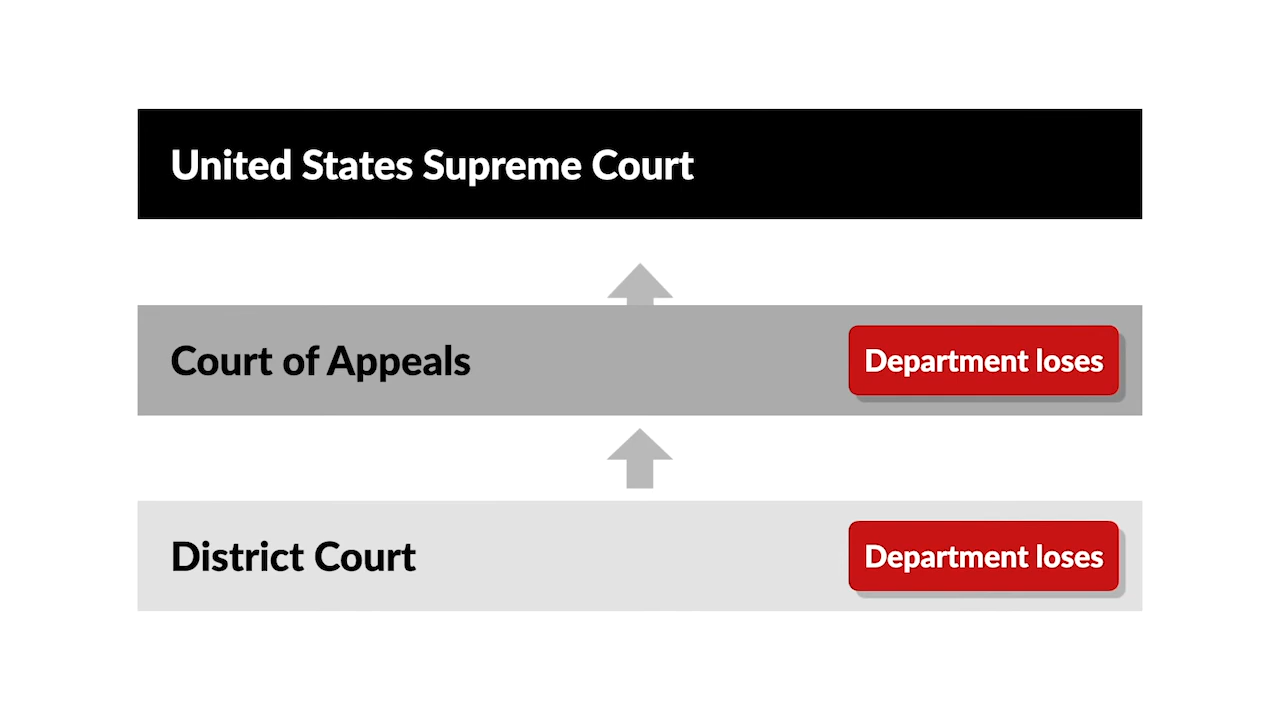 United States Supreme Court
Court of Appeals
Department loses
District Court
Department loses